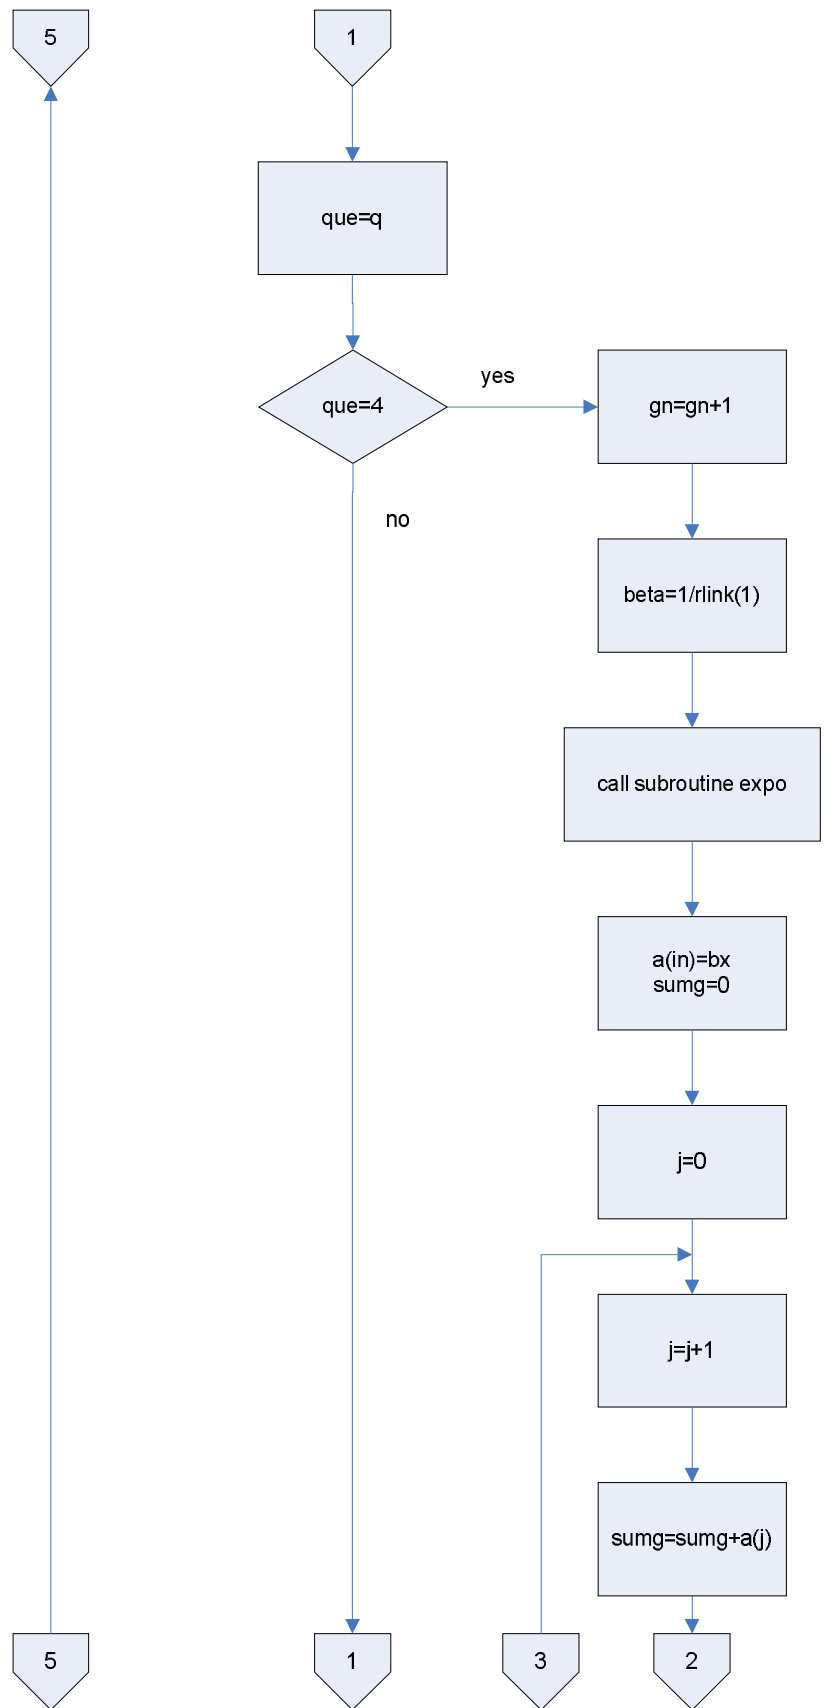 5
1
que=q
que=4
yes
gn=gn+1
no
beta=1/rlink(1)
call subroutine expo
a(in)=bx
sumg=0
j=0
j=j+1
sumg=sumg+a(j)
5
1
3
2